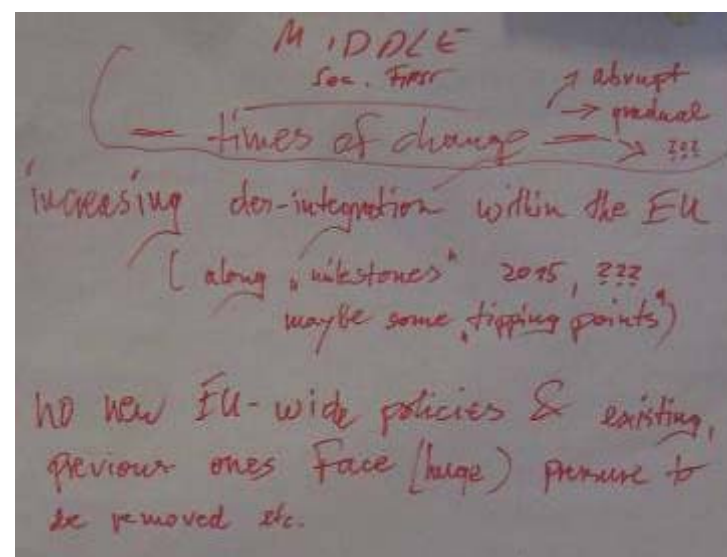 MIDDLE
Sec. FIRST
→ abrupt
— times of change — → gradual
→ ???
increasing des-integration within the EU
( along "milestones" 2015, ???
maybe some "tipping points")
no new EU-wide policies & existing,
previous ones Face (huge) pressure to
be removed etc.